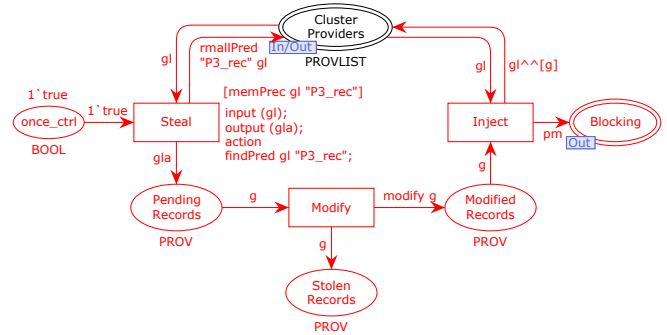 Cluster
Providers
In/Out
PROVLIST
gl
rmallPred
"P3_rec" gl
gl
gl^^[g]
1`true
once_ctrl
BOOL
1`true
Steal
[memPrec gl "P3_rec"]
input (gl);
output (gla);
action
findPred gl "P3_rec";
Inject
pm
Blocking
Out
gla
g
Pending
Records
PROV
g
Modify
modify g
Modified
Records
PROV
g
Stolen
Records
PROV